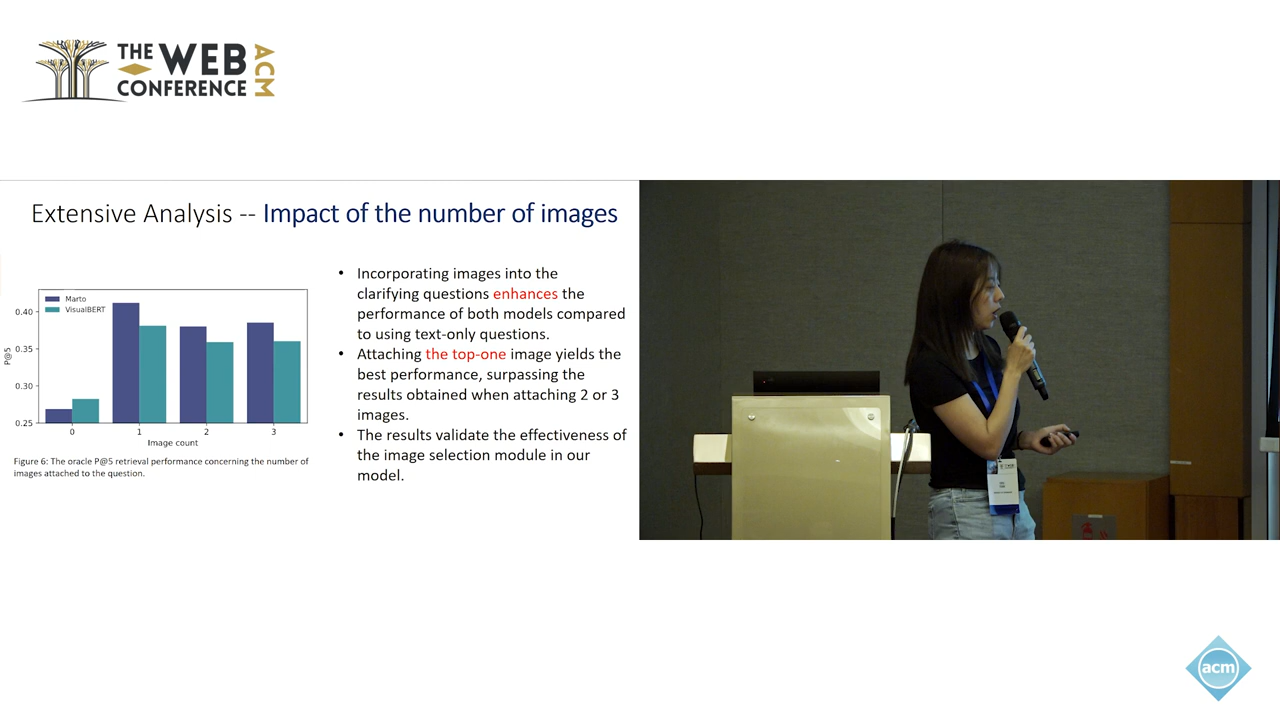 THE WEB
CONFERENCE
ACM
Extensive Analysis -- Impact of the number of images
Marto
VisualBERT
0.40
0.35
0.30
0.25
P@5
0 1 2 3
Image count
Figure 6: The oracle P@5 retrieval performance concerning the number of
images attached to the question.
• Incorporating images into the
clarifying questions enhances the
performance of both models compared
to using text-only questions.
• Attaching the top-one image yields the
best performance, surpassing the
results obtained when attaching 2 or 3
images.
• The results validate the effectiveness of
the image selection module in our
model.
acm